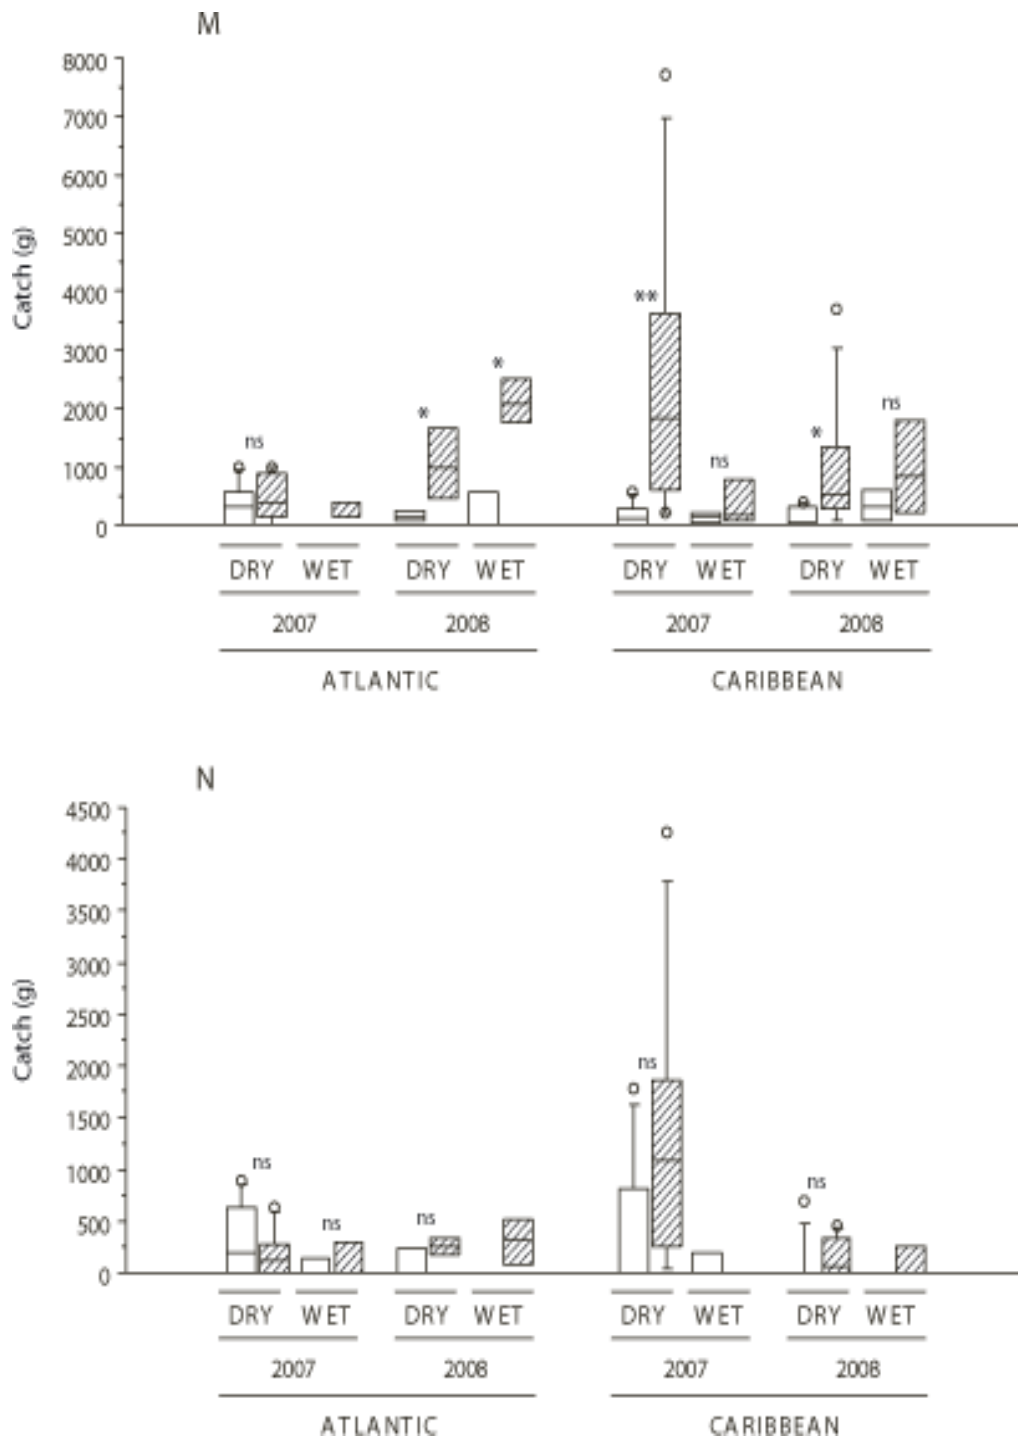 M
8000
7000
6000
5000
4000
3000
2000
1000
0
Catch (g)
ns
*
*
**
ns
*
ns
DRY WET DRY WET DRY WET DRY WET
2007 2008 2007 2008
ATLANTIC CARIBBEAN
N
4500
4000
3500
3000
2500
2000
1500
1000
500
0
Catch (g)
ns
ns
ns
ns
ns
DRY WET DRY WET DRY WET DRY WET
2007 2008 2007 2008
ATLANTIC CARIBBEAN